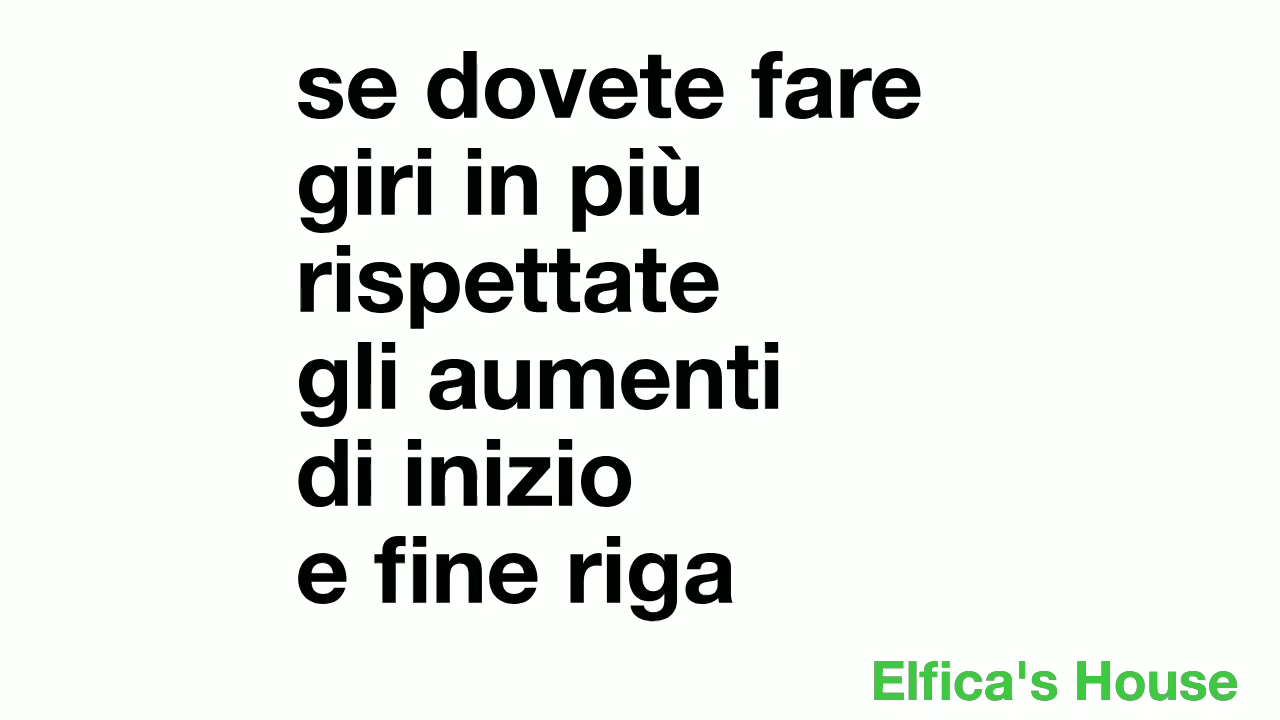 se dovete fare
giri in più
rispettate
gli aumenti
di inizio
e fine riga
Elfica's House